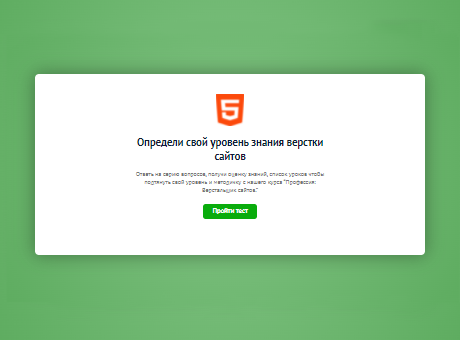 5
Определи свой уровень знания верстки
сайтов
Ответь на серию вопросов, получи оценку знаний, список уроков чтобы
подтянуть свой уровень и методичку с нашего курса "Профессия:
Верстальщик сайтов."
Пройти тест